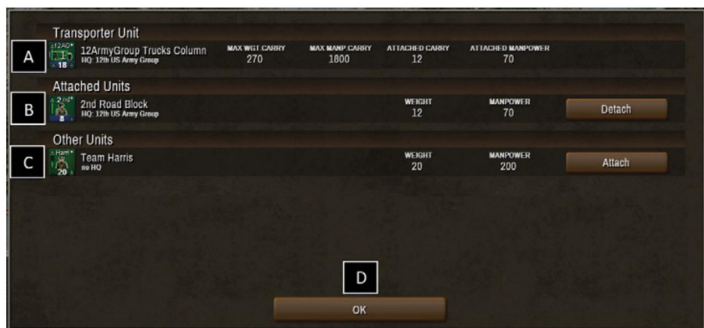 Transporter Unit
A
12AG
18
12ArmyGroup Trucks Column
HQ: 12th US Army Group
MAX WGT CARRY
270
MAX MANP CARRY
1800
ATTACHED CARRY
12
ATTACHED MANPOWER
70
Attached Units
B
8
2nd Road Block
HQ: 12th US Army Group
WEIGHT
12
MANPOWER
70
Detach
Other Units
C
20
Team Harris
no HQ
WEIGHT
20
MANPOWER
200
Attach
D
OK